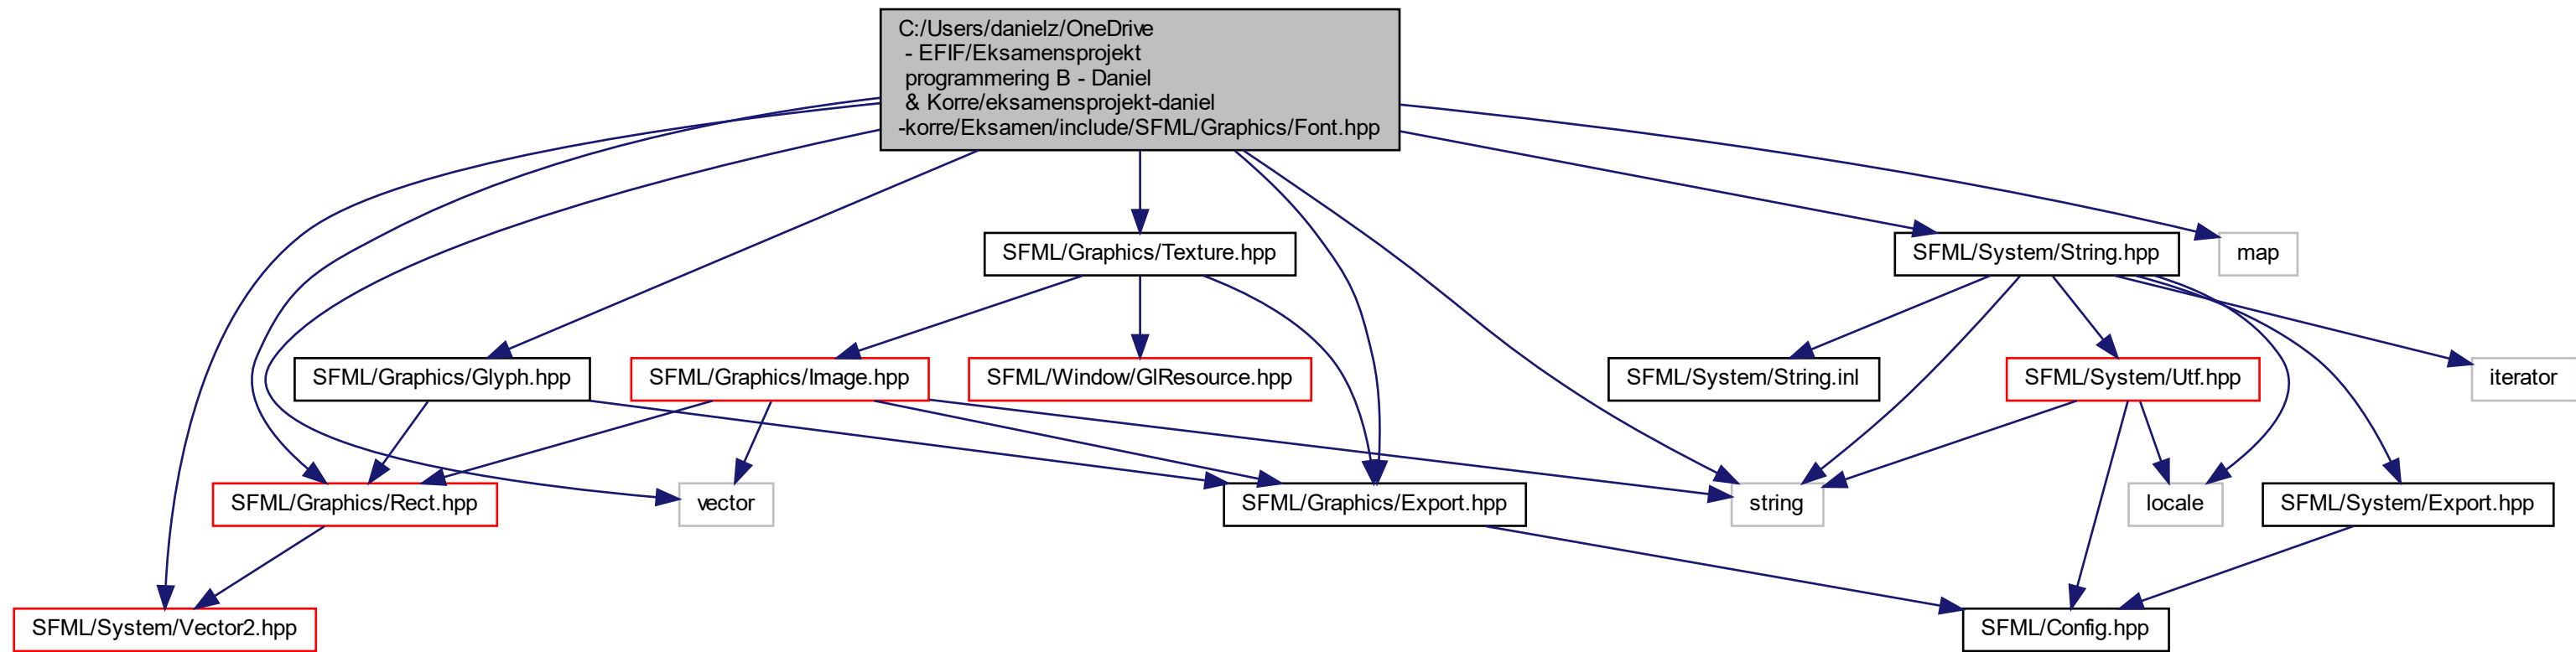 C:/Users/danielz/OneDrive
- EFIF/Eksamensprojekt
programmering B - Daniel
& Korre/eksamensprojekt-daniel
-korre/Eksamen/include/SFML/Graphics/Font.hpp
SFML/Graphics/Texture.hpp
SFML/System/String.hpp
map
SFML/Graphics/Glyph.hpp
SFML/Graphics/Image.hpp
SFML/Window/GlResource.hpp
SFML/System/String.inl
SFML/System/Utf.hpp
iterator
SFML/Graphics/Rect.hpp
vector
SFML/Graphics/Export.hpp
string
locale
SFML/System/Export.hpp
SFML/System/Vector2.hpp
SFML/Config.hpp